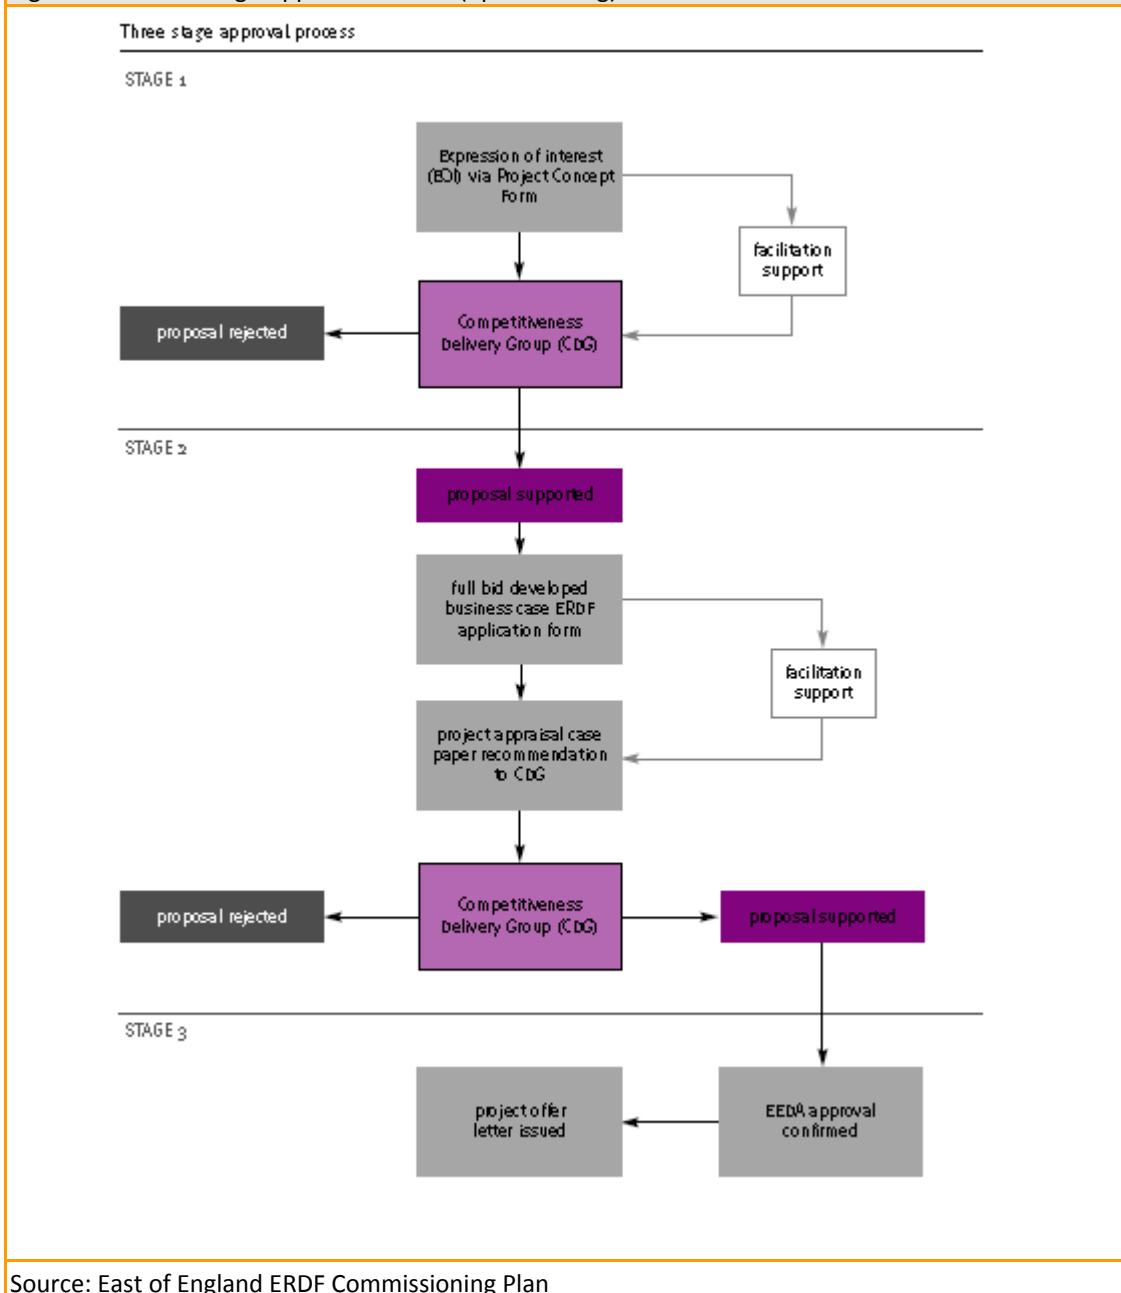 Three stage approval process
STAGE 1
Expression of interest
(EOI) via Project Concept
Form
facilitation
support
Competitiveness
Delivery Group (CDG)
proposal rejected
STAGE 2
proposal supported
full bid developed
business case ERDF
application form
facilitation
support
project appraisal case
paper recommendation
to CDG
Competitiveness
Delivery Group (CDG)
proposal rejected
proposal supported
STAGE 3
project offer
letter issued
EEDA approval
confirmed
Source: East of England ERDF Commissioning Plan